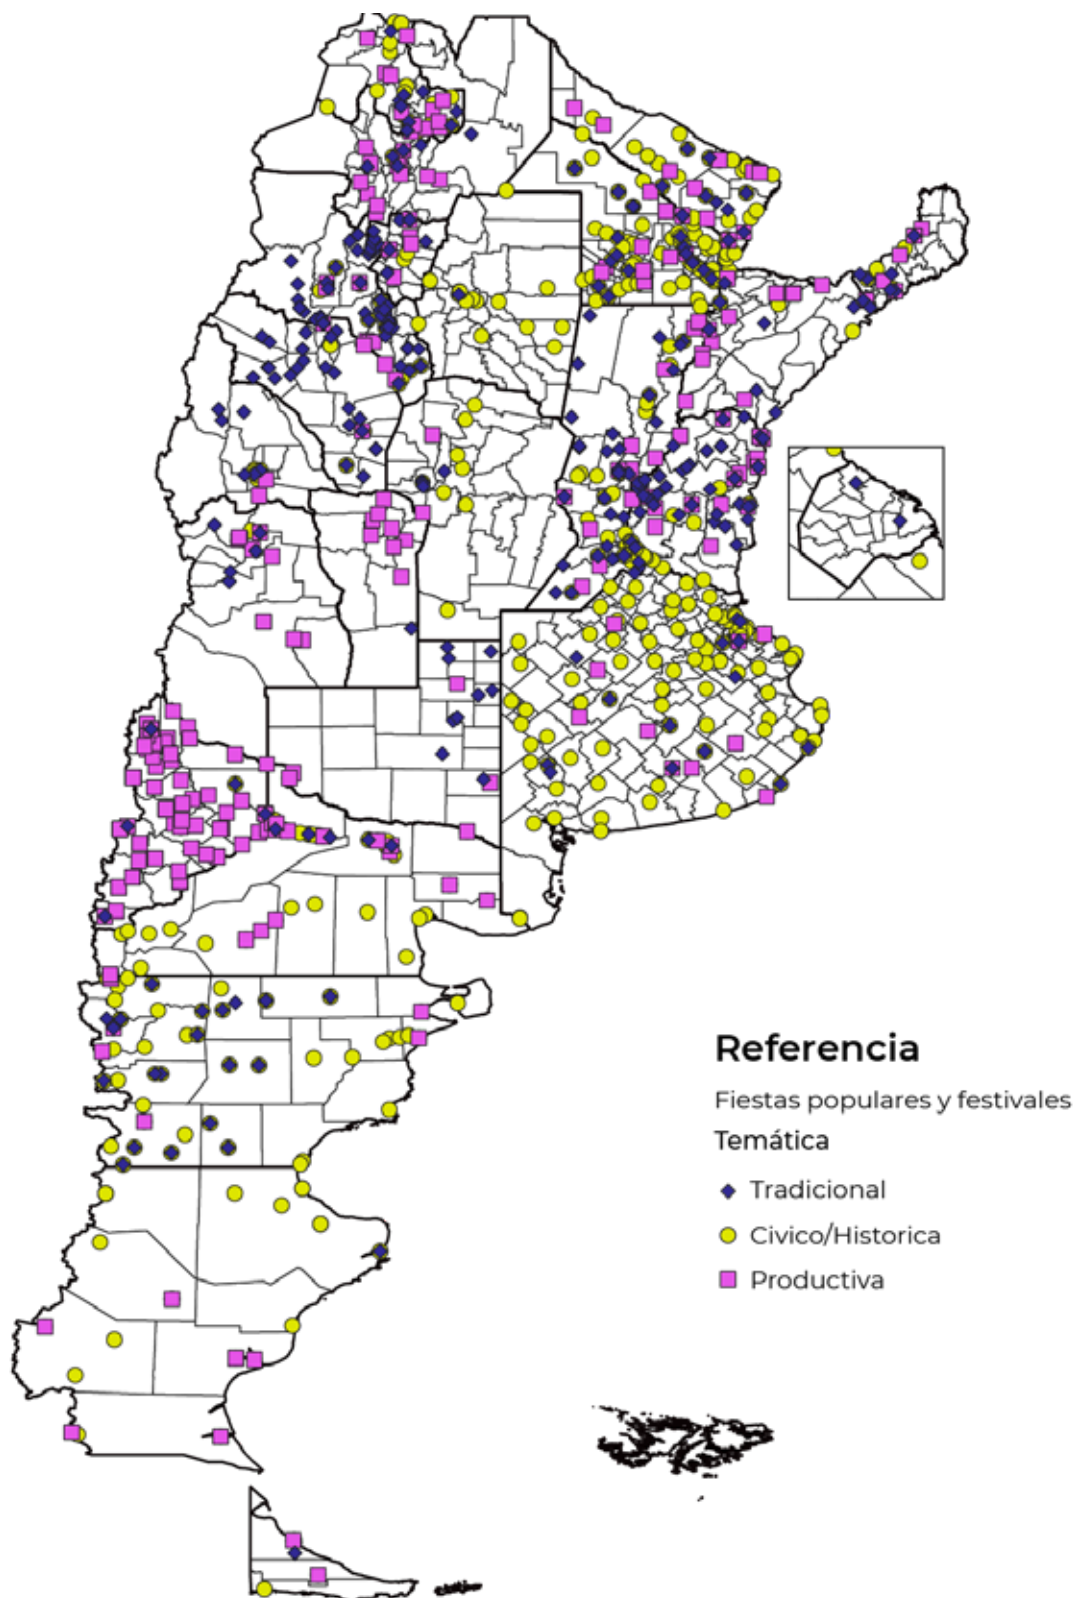 Referencia
Fiestas populares y festivales
Temática
Tradicional
Civico/Historica
Productiva